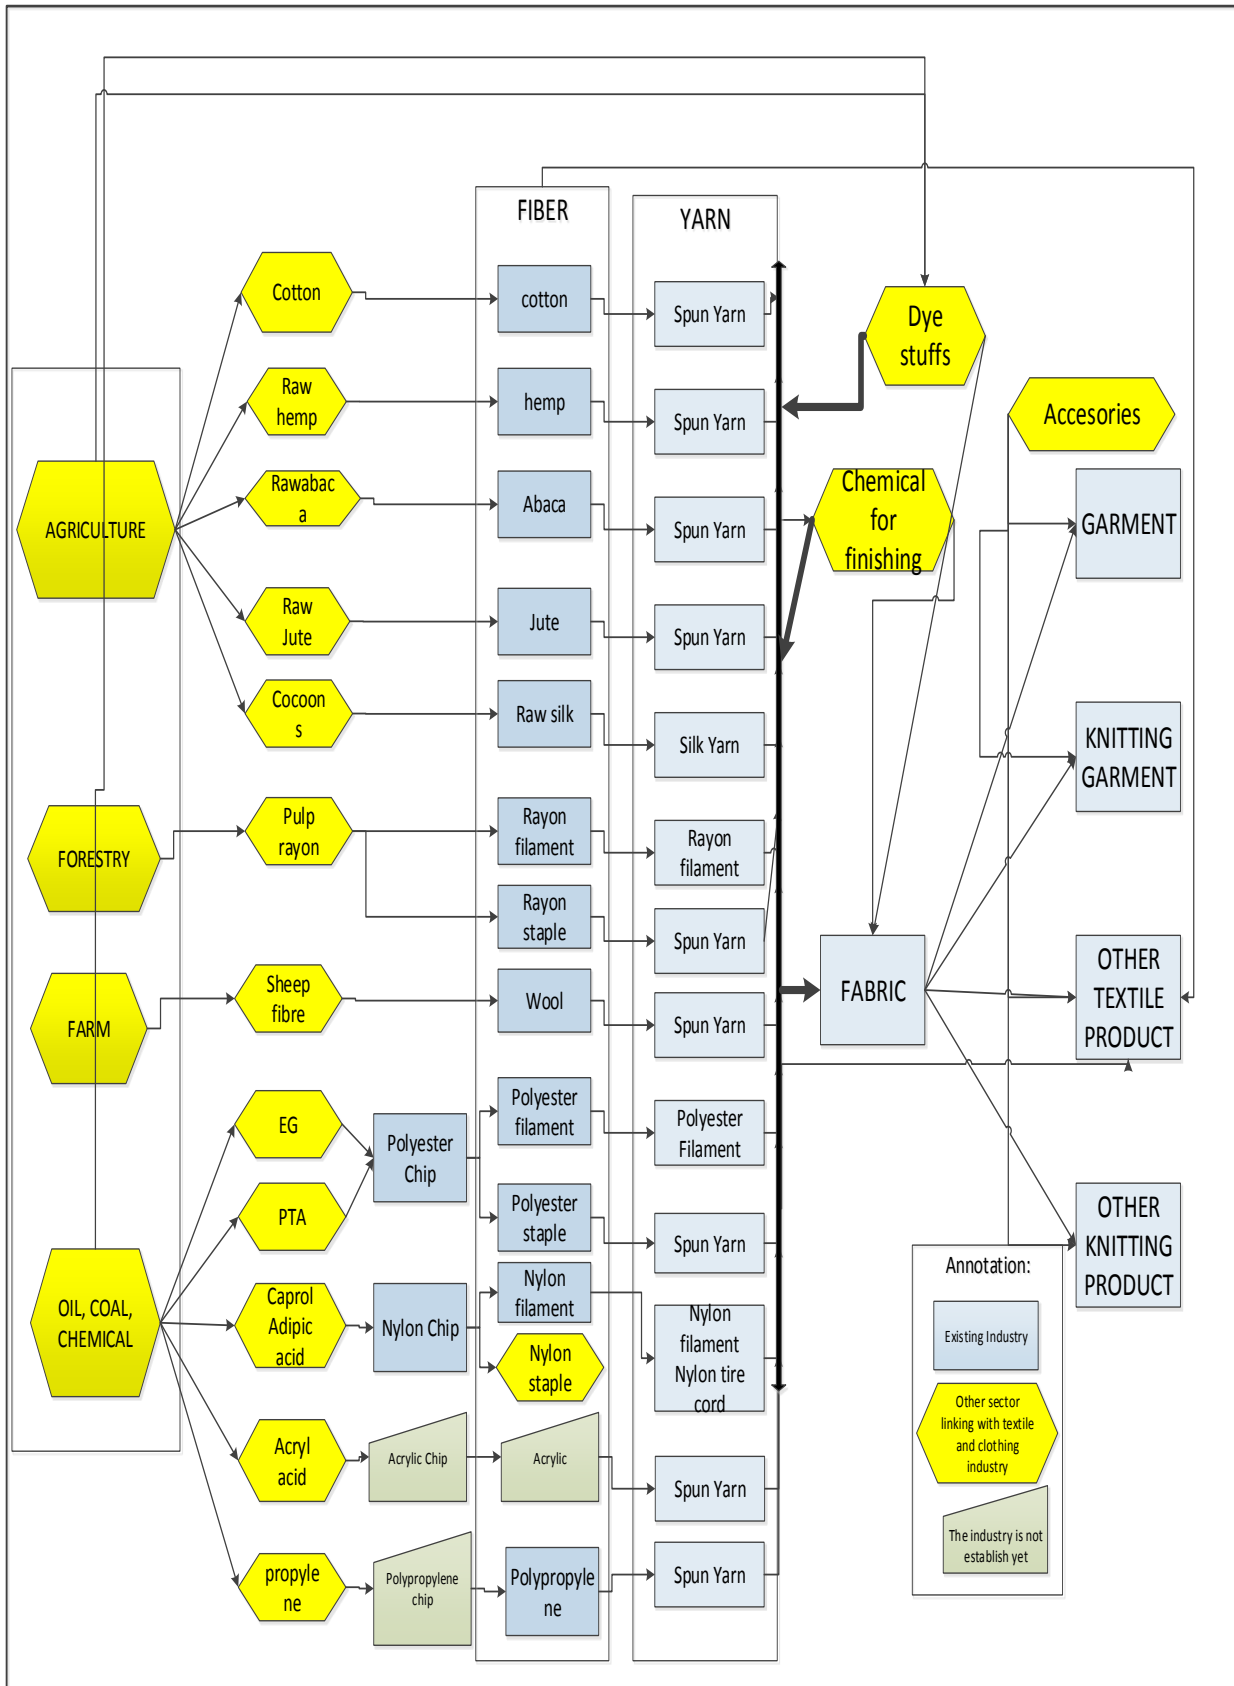 FIBER
YARN
Cotton
cotton
Spun Yarn
Dye
stuffs
Raw
hemp
hemp
Spun Yarn
Accesories
AGRICULTURE
Rawabac
a
Abaca
Spun Yarn
Chemical
for
finishing
GARMENT
Raw
Jute
Jute
Spun Yarn
Cocoon
s
Raw silk
Silk Yarn
KNITTING
GARMENT
FORESTRY
Pulp
rayon
Rayon
filament
Rayon
filament
Rayon
staple
Spun Yarn
FARM
Sheep
fibre
Wool
Spun Yarn
FABRIC
OTHER
TEXTILE
PRODUCT
EG
Polyester
Chip
Polyester
filament
Polyester
Filament
PTA
Polyester
staple
Spun Yarn
OTHER
KNITTING
PRODUCT
OIL, COAL,
CHEMICAL
Caprol
Adipic
acid
Nylon Chip
Nylon
filament
Nylon
filament
Nylon tire
cord
Nylon
staple
Acryl
acid
Acrylic Chip
Acrylic
Spun Yarn
propyle
ne
Polypropylene
chip
Polypropyle
ne
Spun Yarn
Annotation:
Existing Industry
Other sector
linking with textile
and clothing
industry
The industry is not
establish yet